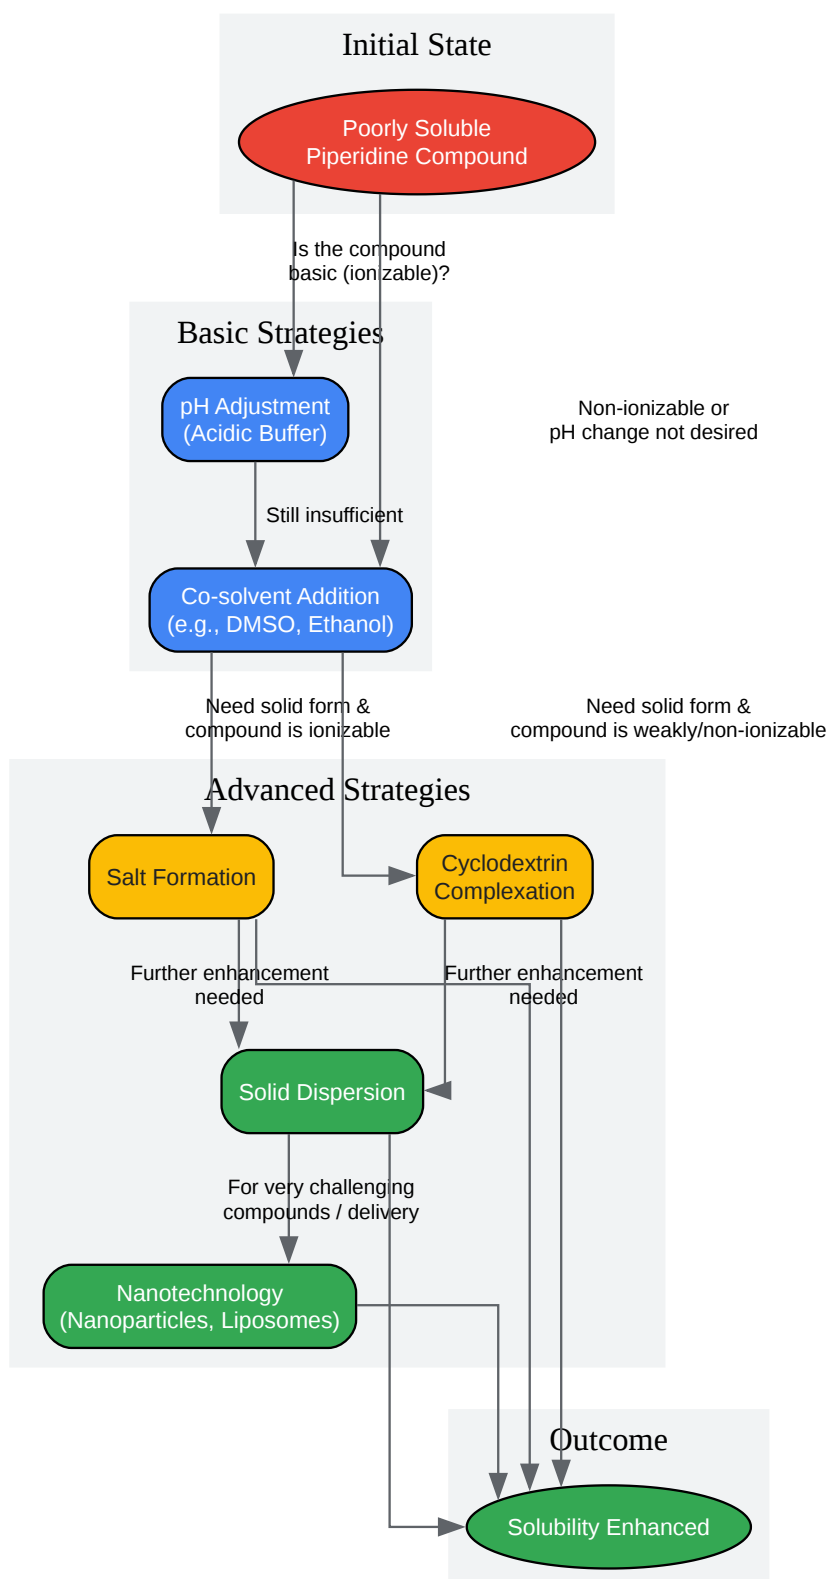 Initial State
Poorly Soluble
Piperidine Compound
Is the compound
basic (ionizable)?
Basic Strategies
pH Adjustment
(Acidic Buffer)
Non-ionizable or
pH change not desired
Still insufficient
Co-solvent Addition
(e.g., DMSO, Ethanol)
Need solid form &
compound is ionizable
Need solid form &
compound is weakly/non-ionizable
Advanced Strategies
Salt Formation
Cyclodextrin
Complexation
Further enhancement
needed
Further enhancement
needed
Solid Dispersion
For very challenging
compounds / delivery
Nanotechnology
(Nanoparticles, Liposomes)
Outcome
Solubility Enhanced